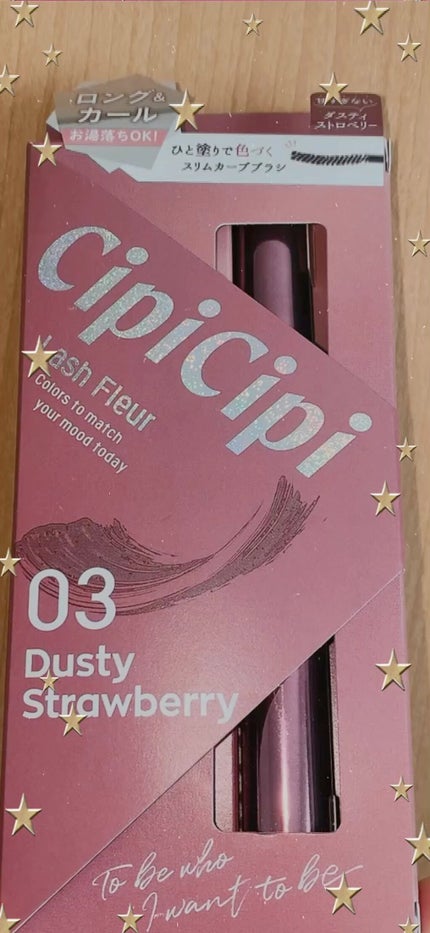 ロング&
カール
お湯落ちOK!
甘すぎない
ダスティ
ストロベリー
ひと塗りで色づく
スリムカーブブラシ
CipiCipi
Lash Fleur
Colors to match
your mood today
03
Dusty
Strawberry
To be who
I want to be